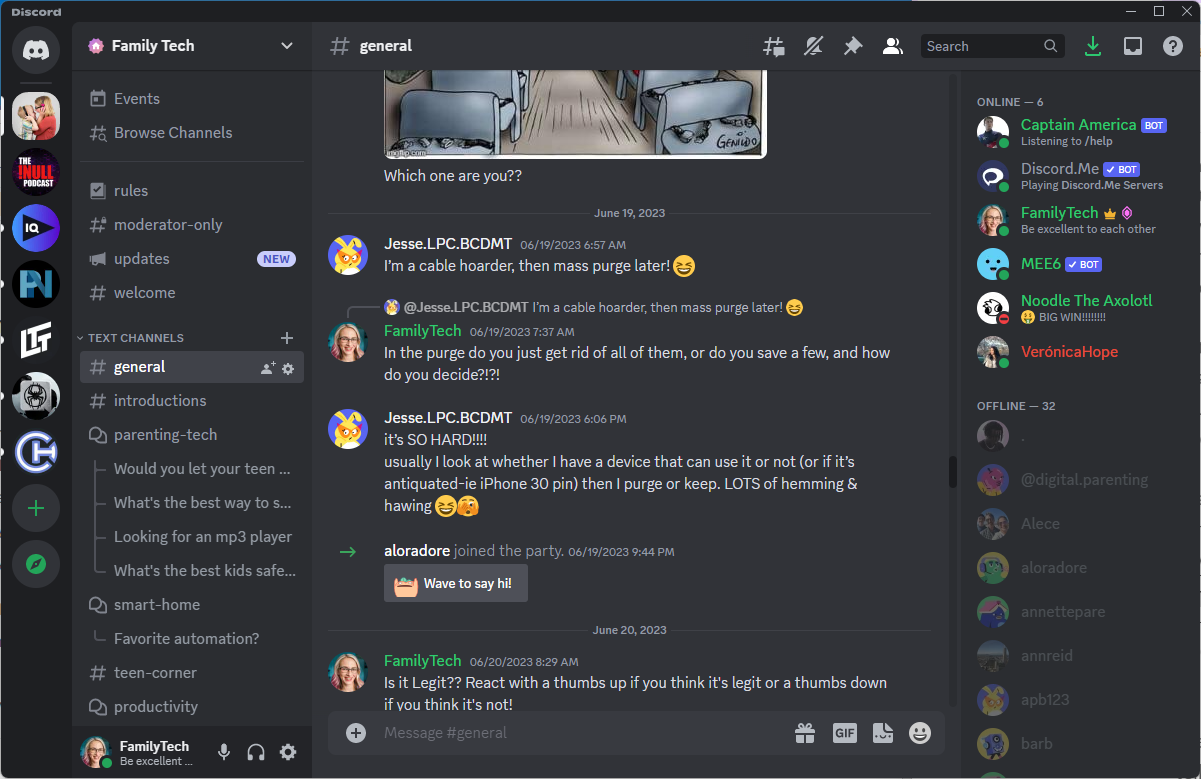 Discord
THE
!NULL
PODCAST
IQ
Family Tech
Events
Browse Channels
rules
moderator-only
updates
NEW
welcome
TEXT CHANNELS
general
introductions
parenting-tech
Would you let your teen ...
What's the best way to s...
Looking for an mp3 player
What's the best kids safe...
smart-home
Favorite automation?
teen-corner
productivity
FamilyTech
Be excellent ...
general
Search
imgflip.com
GENILDO
Which one are you??
June 19, 2023
Jesse.LPC.BCDMT 06/19/2023 6:57 AM
I'm a cable hoarder, then mass purge later!
@Jesse.LPC.BCDMT I'm a cable hoarder, then mass purge later!
FamilyTech 06/19/2023 7:37 AM
In the purge do you just get rid of all of them, or do you save a few, and how
do you decide?!?!
Jesse.LPC.BCDMT 06/19/2023 6:06 PM
it's SO HARD!!!!
usually I look at whether I have a device that can use it or not (or if it's
antiquated-ie iPhone 30 pin) then I purge or keep. LOTS of hemming &
hawing
aloradore joined the party. 06/19/2023 9:44 PM
Wave to say hi!
June 20, 2023
FamilyTech 06/20/2023 8:29 AM
Is it Legit?? React with a thumbs up if you think it's legit or a thumbs down
if you think it's not!
Message #general
GIF
ONLINE — 6
Captain America BOT
Listening to /help
Discord.Me BOT
Playing Discord.Me Servers
FamilyTech
Be excellent to each other
MEE6 BOT
Noodle The Axolotl
BIG WIN!!!!!!!!
VerónicaHope
OFFLINE — 32
.
@digital.parenting
Alece
aloradore
annettepare
annreid
apb123
barb